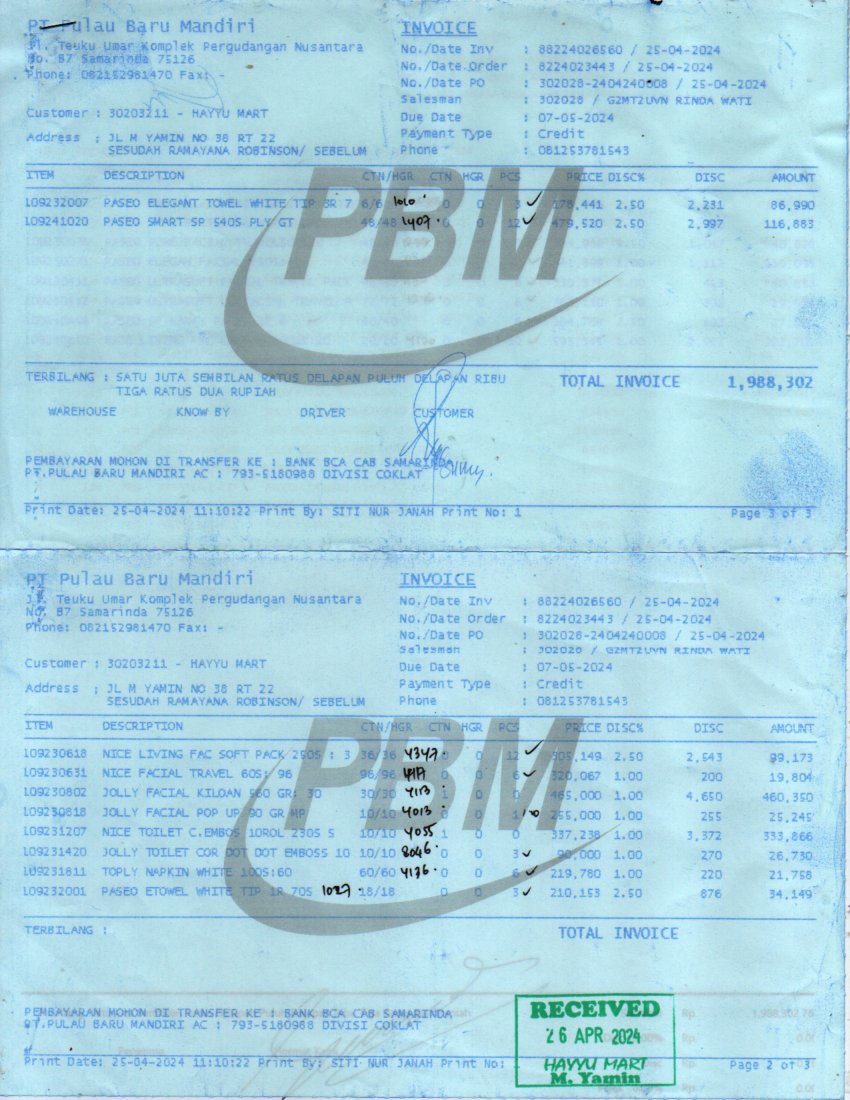 PT Pulau Baru Mandiri
Jl. Teuku Umar Komplek Pergudangan Nusantara
No. B7 Samarinda 75126
Phone: 082152981470 Fax: -
Customer : 30203211 - HAYYU MART
Address : JL M YAMIN NO 38 RT 22
SESUDAH RAMAYANA ROBINSON/ SEBELUM
INVOICE
No./Date Inv : 88224026560 / 25-04-2024
No./Date Order : 8224023443 / 25-04-2024
No./Date PO : 302028-2404240008 / 25-04-2024
Salesman : 302028 / G2MTZUVN RINDA WATI
Due Date : 07-05-2024
Payment Type : Credit
Phone : 081253781543
ITEM DESCRIPTION CTN/HGR CTN HGR PCS PRICE DISC% DISC AMOUNT
109232007 PASEO ELEGANT TOWEL WHITE TIP 3R 7 6/6 1010 0 0 3 178,441 2.50 2,231 86,990
109241020 PASEO SMART SP 540S PLY GT 48/48 1407 0 0 12 479,520 2.50 2,997 116,883
TERBILANG : SATU JUTA SEMBILAN RATUS DELAPAN PULUH DELAPAN RIBU
TIGA RATUS DUA RUPIAH
TOTAL INVOICE 1,988,302
WAREHOUSE KNOW BY DRIVER CUSTOMER
PEMBAYARAN MOHON DI TRANSFER KE : BANK BCA CAB SAMARINDA
PT.PULAU BARU MANDIRI AC : 793-5180988 DIVISI COKLAT
Print Date: 25-04-2024 11:10:22 Print By: SITI NUR JANAH Print No: 1 Page 3 of 3
PBM
PT Pulau Baru Mandiri
Jl. Teuku Umar Komplek Pergudangan Nusantara
No. B7 Samarinda 75126
Phone: 082152981470 Fax: -
Customer : 30203211 - HAYYU MART
Address : JL M YAMIN NO 38 RT 22
SESUDAH RAMAYANA ROBINSON/ SEBELUM
INVOICE
No./Date Inv : 88224026560 / 25-04-2024
No./Date Order : 8224023443 / 25-04-2024
No./Date PO : 302028-2404240008 / 25-04-2024
Salesman : 302028 / G2MTZUVN RINDA WATI
Due Date : 07-05-2024
Payment Type : Credit
Phone : 081253781543
ITEM DESCRIPTION CTN/HGR CTN HGR PCS PRICE DISC% DISC AMOUNT
109230618 NICE LIVING FAC SOFT PACK 250S : 3 36/36 4347 0 0 12 305,149 2.50 2,543 99,173
109230631 NICE FACIAL TRAVEL 60S; 96 96/96 4117 0 0 6 320,067 1.00 200 19,804
109230802 JOLLY FACIAL KILOAN 960 GR; 30 30/30 4113 0 0 465,000 1.00 4,650 460,350
109230818 JOLLY FACIAL POP UP 90 GR MP 10/10 4013 0 0 1 255,000 1.00 255 25,245
109231207 NICE TOILET C.EMBOS 10ROL 230S S 10/10 4055 1 0 0 337,238 1.00 3,372 333,866
109231420 JOLLY TOILET COR DOT DOT EMBOSS 10 10/10 8046 0 0 3 90,000 1.00 270 26,730
109231811 TOPLY NAPKIN WHITE 100S:60 60/60 4136 0 0 6 219,780 1.00 220 21,758
109232001 PASEO ETOWEL WHITE TIP 1R 70S 1027 18/18 0 0 3 210,153 2.50 876 34,149
TERBILANG : TOTAL INVOICE
PEMBAYARAN MOHON DI TRANSFER KE : BANK BCA CAB SAMARINDA
PT.PULAU BARU MANDIRI AC : 793-5180988 DIVISI COKLAT
Print Date: 25-04-2024 11:10:22 Print By: SITI NUR JANAH Print No: Page 2 of 3
PBM
RECEIVED
26 APR 2024
HAYYU MART
M. Yamin